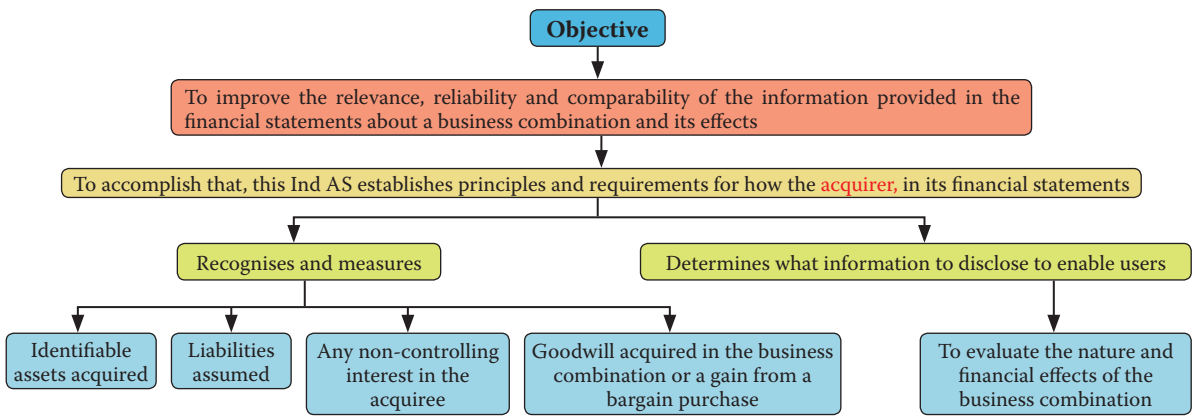 Objective
To improve the relevance, reliability and comparability of the information provided in the
financial statements about a business combination and its effects
To accomplish that, this Ind AS establishes principles and requirements for how the acquirer, in its financial statements
Recognises and measures
Determines what information to disclose to enable users
Identifiable
assets acquired
Liabilities
assumed
Any non-controlling
interest in the
acquiree
Goodwill acquired in the business
combination or a gain from a
bargain purchase
To evaluate the nature and
financial effects of the
business combination